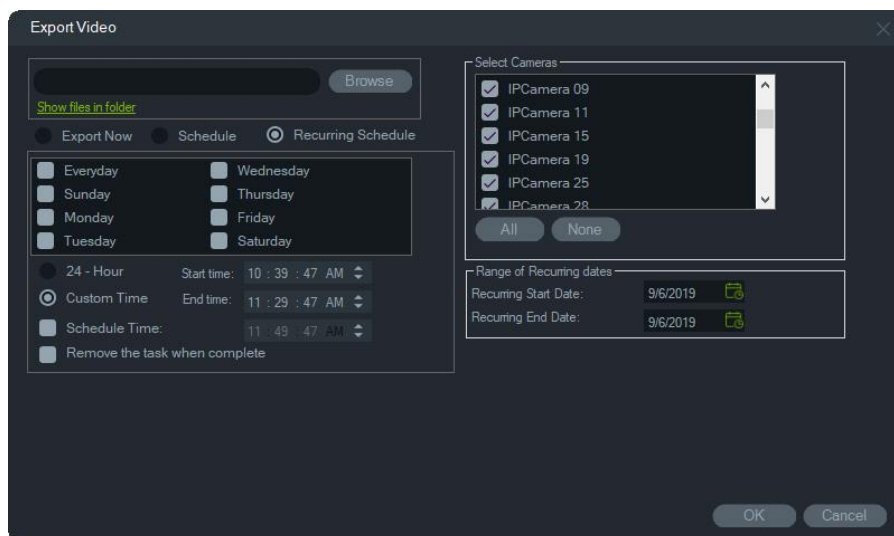 Export Video
Browse
Show files in folder
Export Now Schedule Recurring Schedule
Everyday Wednesday
Sunday Thursday
Monday Friday
Tuesday Saturday
24 - Hour Start time: 10 : 39 : 47 AM
Custom Time End time: 11 : 29 : 47 AM
Schedule Time: 11 : 49 : 47 AM
Remove the task when complete
Select Cameras
IPCamera 09
IPCamera 11
IPCamera 15
IPCamera 19
IPCamera 25
IPCamera 28
All None
Range of Recurring dates
Recurring Start Date: 9/6/2019
Recurring End Date: 9/6/2019
OK Cancel